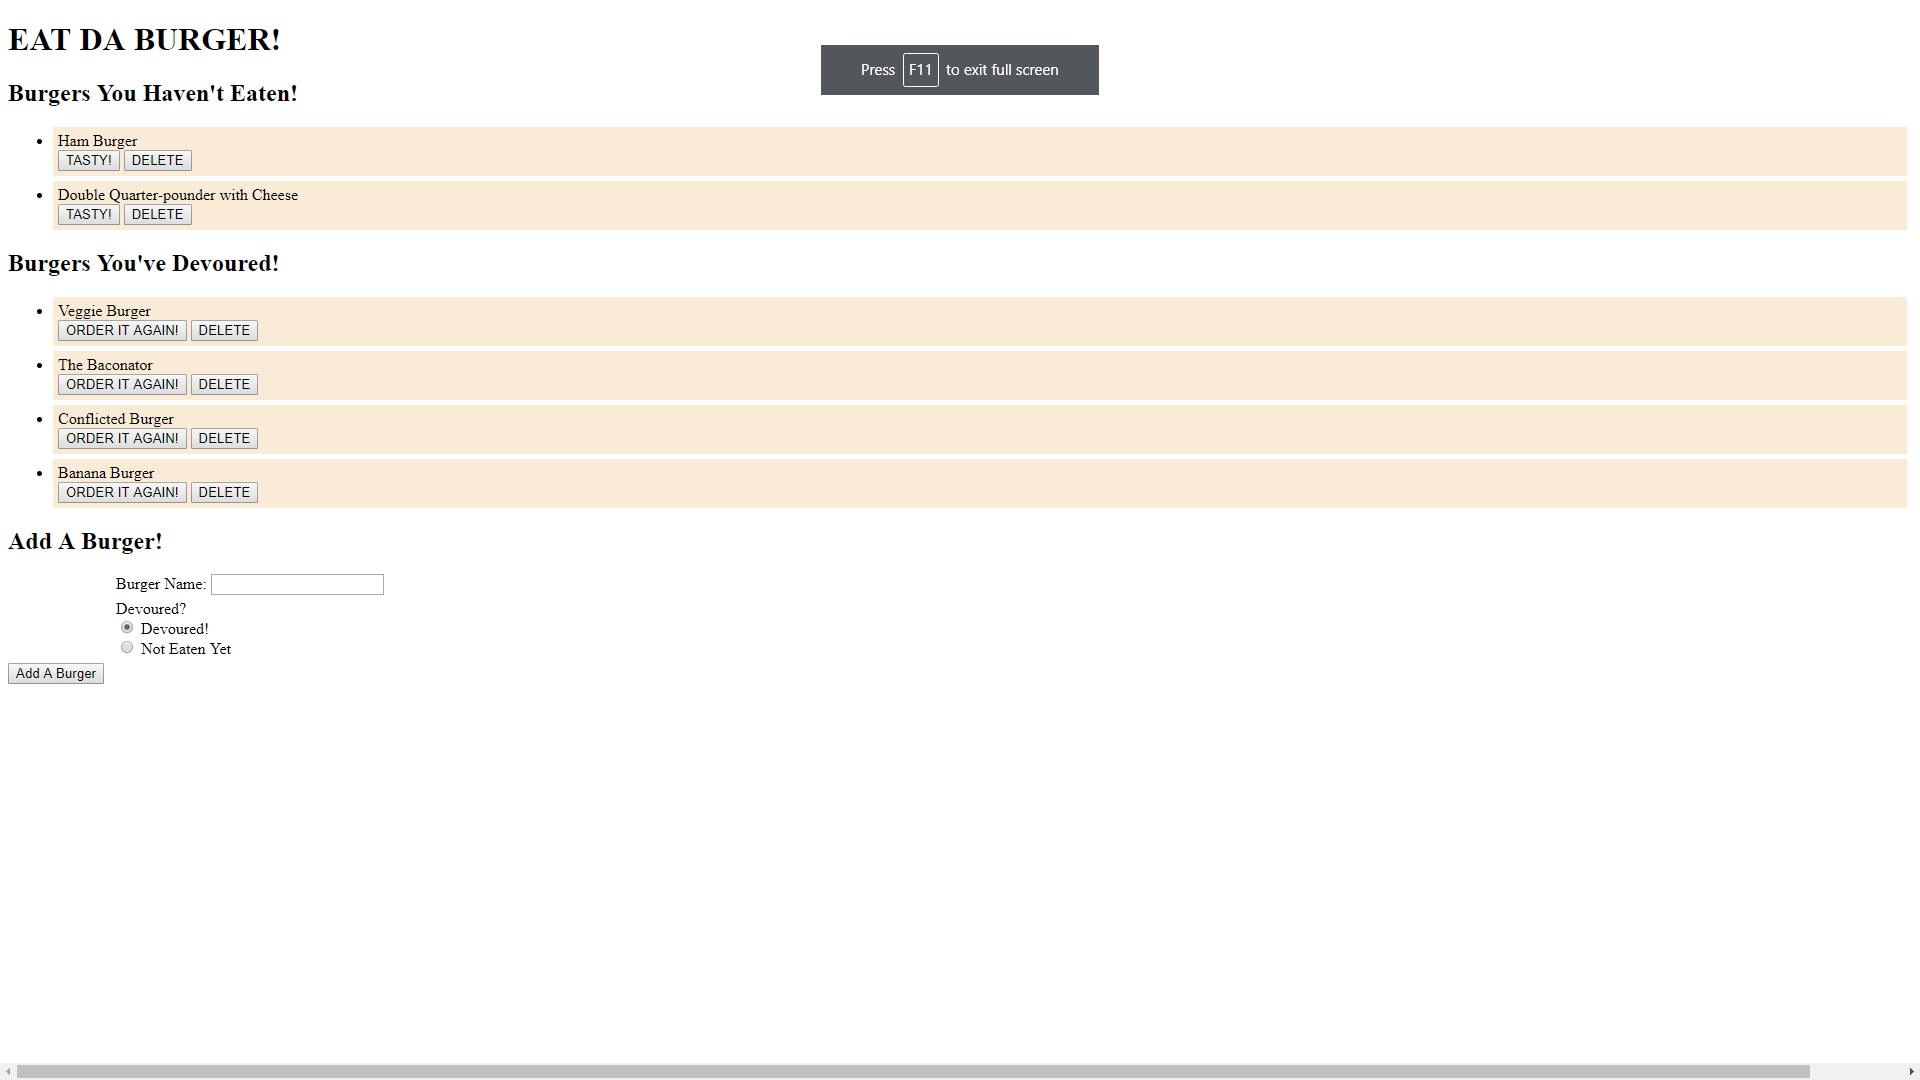 EAT DA BURGER!
Press F11 to exit full screen
Burgers You Haven't Eaten!
Ham Burger
TASTY! DELETE
Double Quarter-pounder with Cheese
TASTY! DELETE
Burgers You've Devoured!
Veggie Burger
ORDER IT AGAIN! DELETE
The Baconator
ORDER IT AGAIN! DELETE
Conflicted Burger
ORDER IT AGAIN! DELETE
Banana Burger
ORDER IT AGAIN! DELETE
Add A Burger!
Burger Name:
Devoured?
Devoured!
Not Eaten Yet
Add A Burger